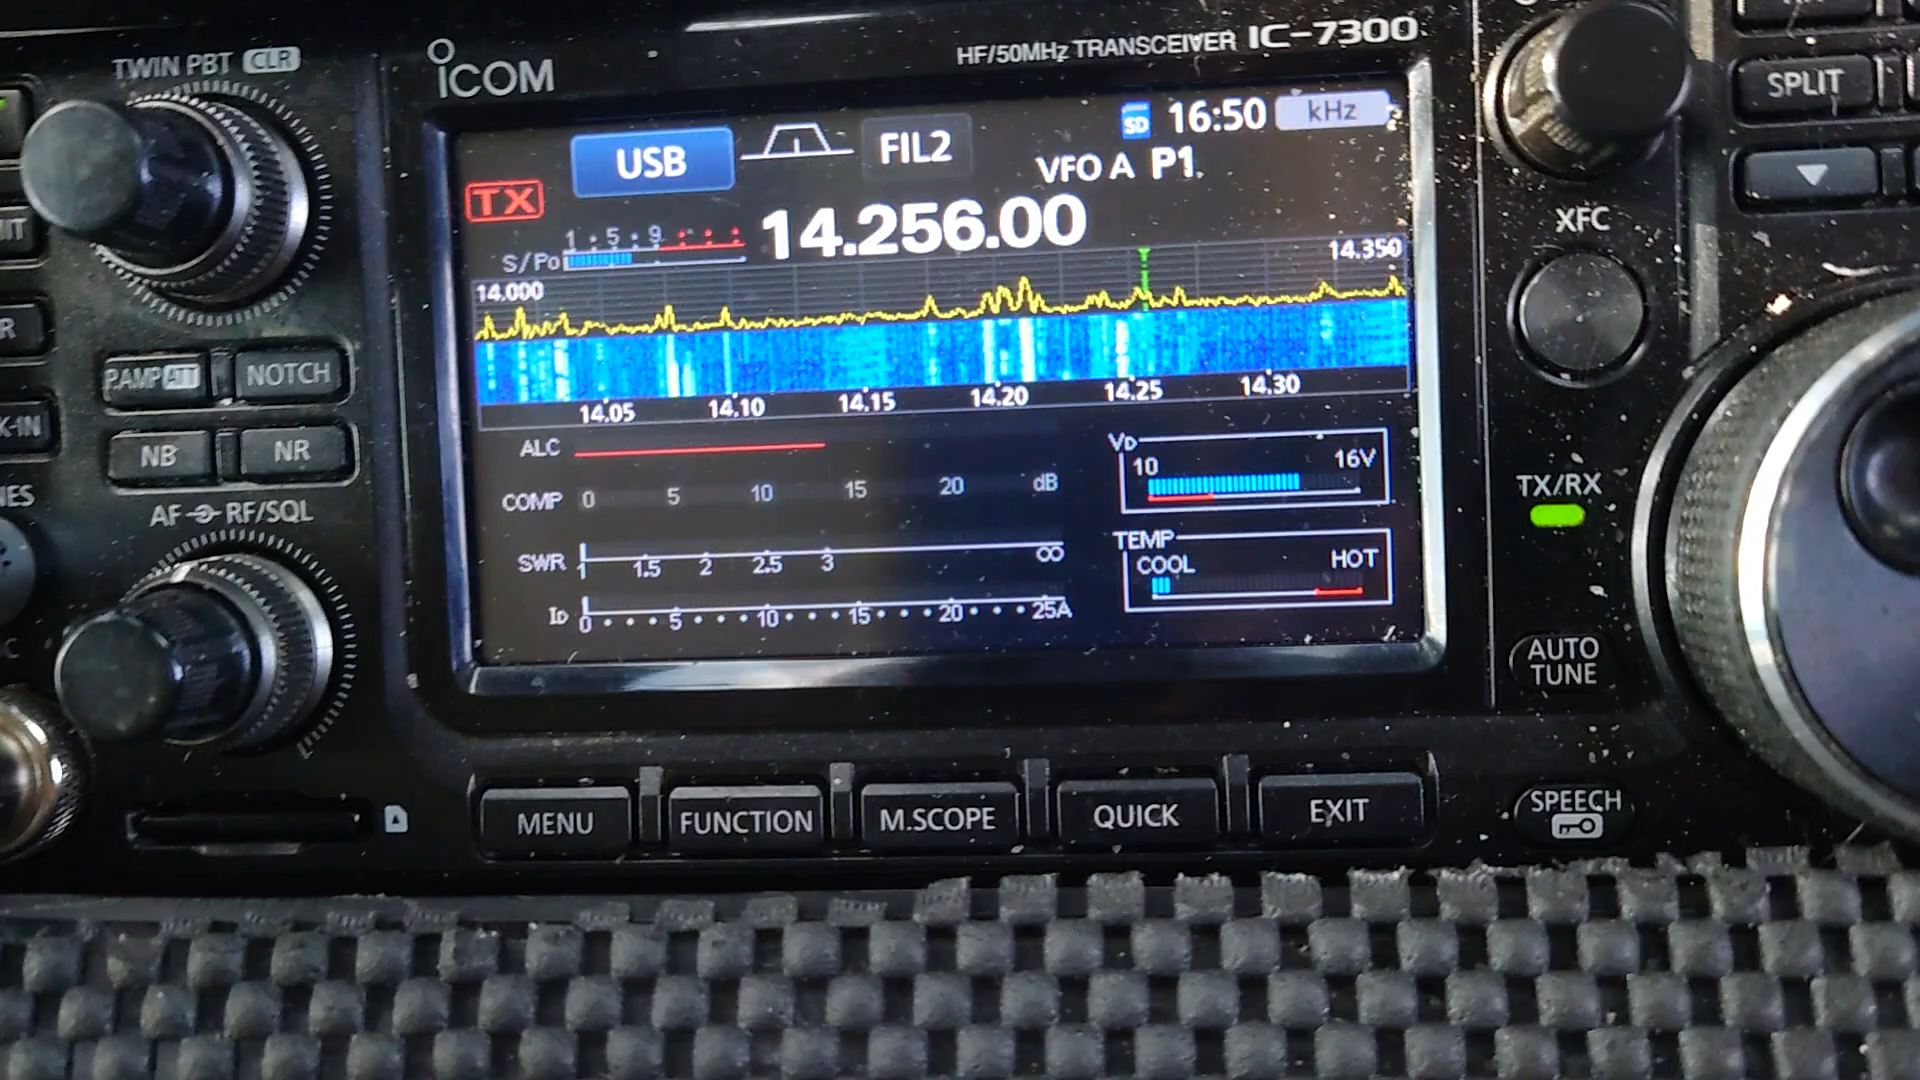 TWIN PBT CLR
ICOM
HF/50MHz TRANSCEIVER IC-7300
SD 16:50 kHz
USB FIL2
VFO A P1
TX
14.256.00
1 5 9
S/Po
14.000
14.350
14.05 14.10 14.15 14.20 14.25 14.30
ALC
COMP 0 5 10 15 20 dB
SWR 1 1.5 2 2.5 3 ∞
ID 0 5 10 15 20 25A
VD
10 16V
TEMP
COOL HOT
P.AMP ATT NOTCH
NB NR
AF RF/SQL
SPLIT
XFC
TX/RX
AUTO
TUNE
SPEECH
MENU FUNCTION M.SCOPE QUICK EXIT